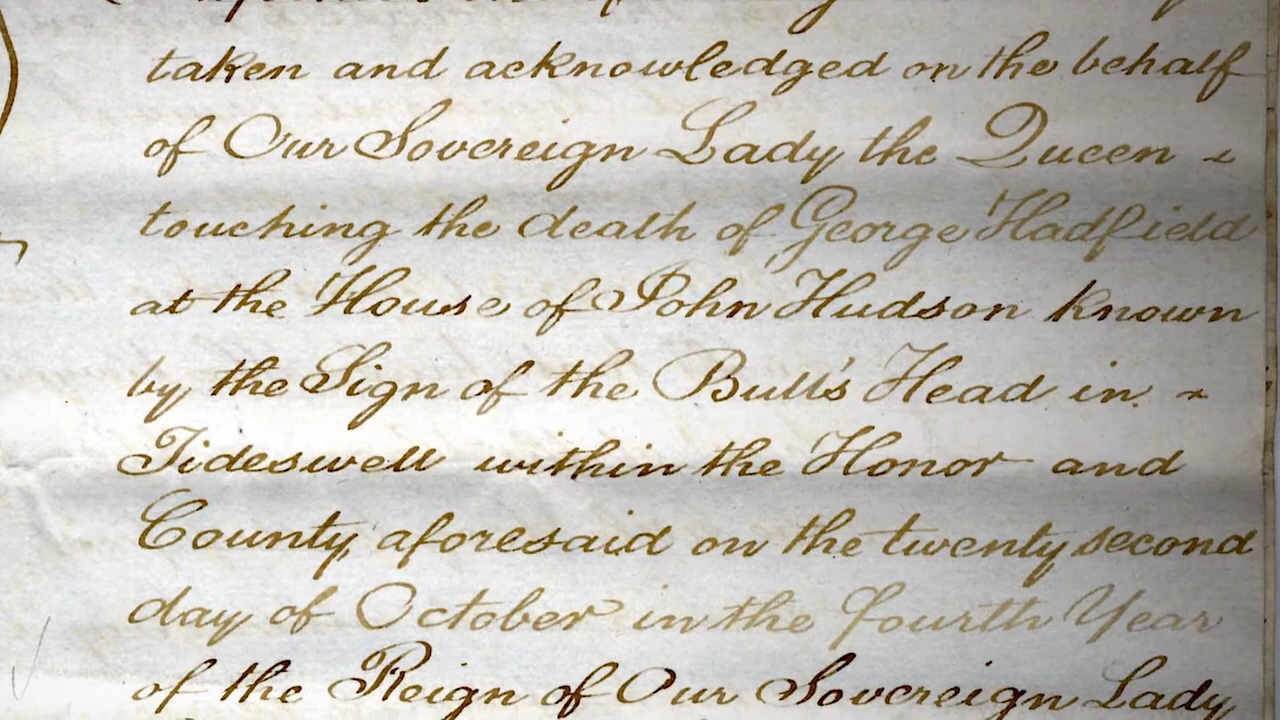 taken and acknowledged on the behalf
of Our Sovereign Lady the Queen
touching the death of George Hadfield
at the House of John Hudson known
by the Sign of the Bull's Head in
Tideswell within the Honor and
County aforesaid on the twenty second
day of October in the fourth Year
of the Reign of Our Sovereign Lady